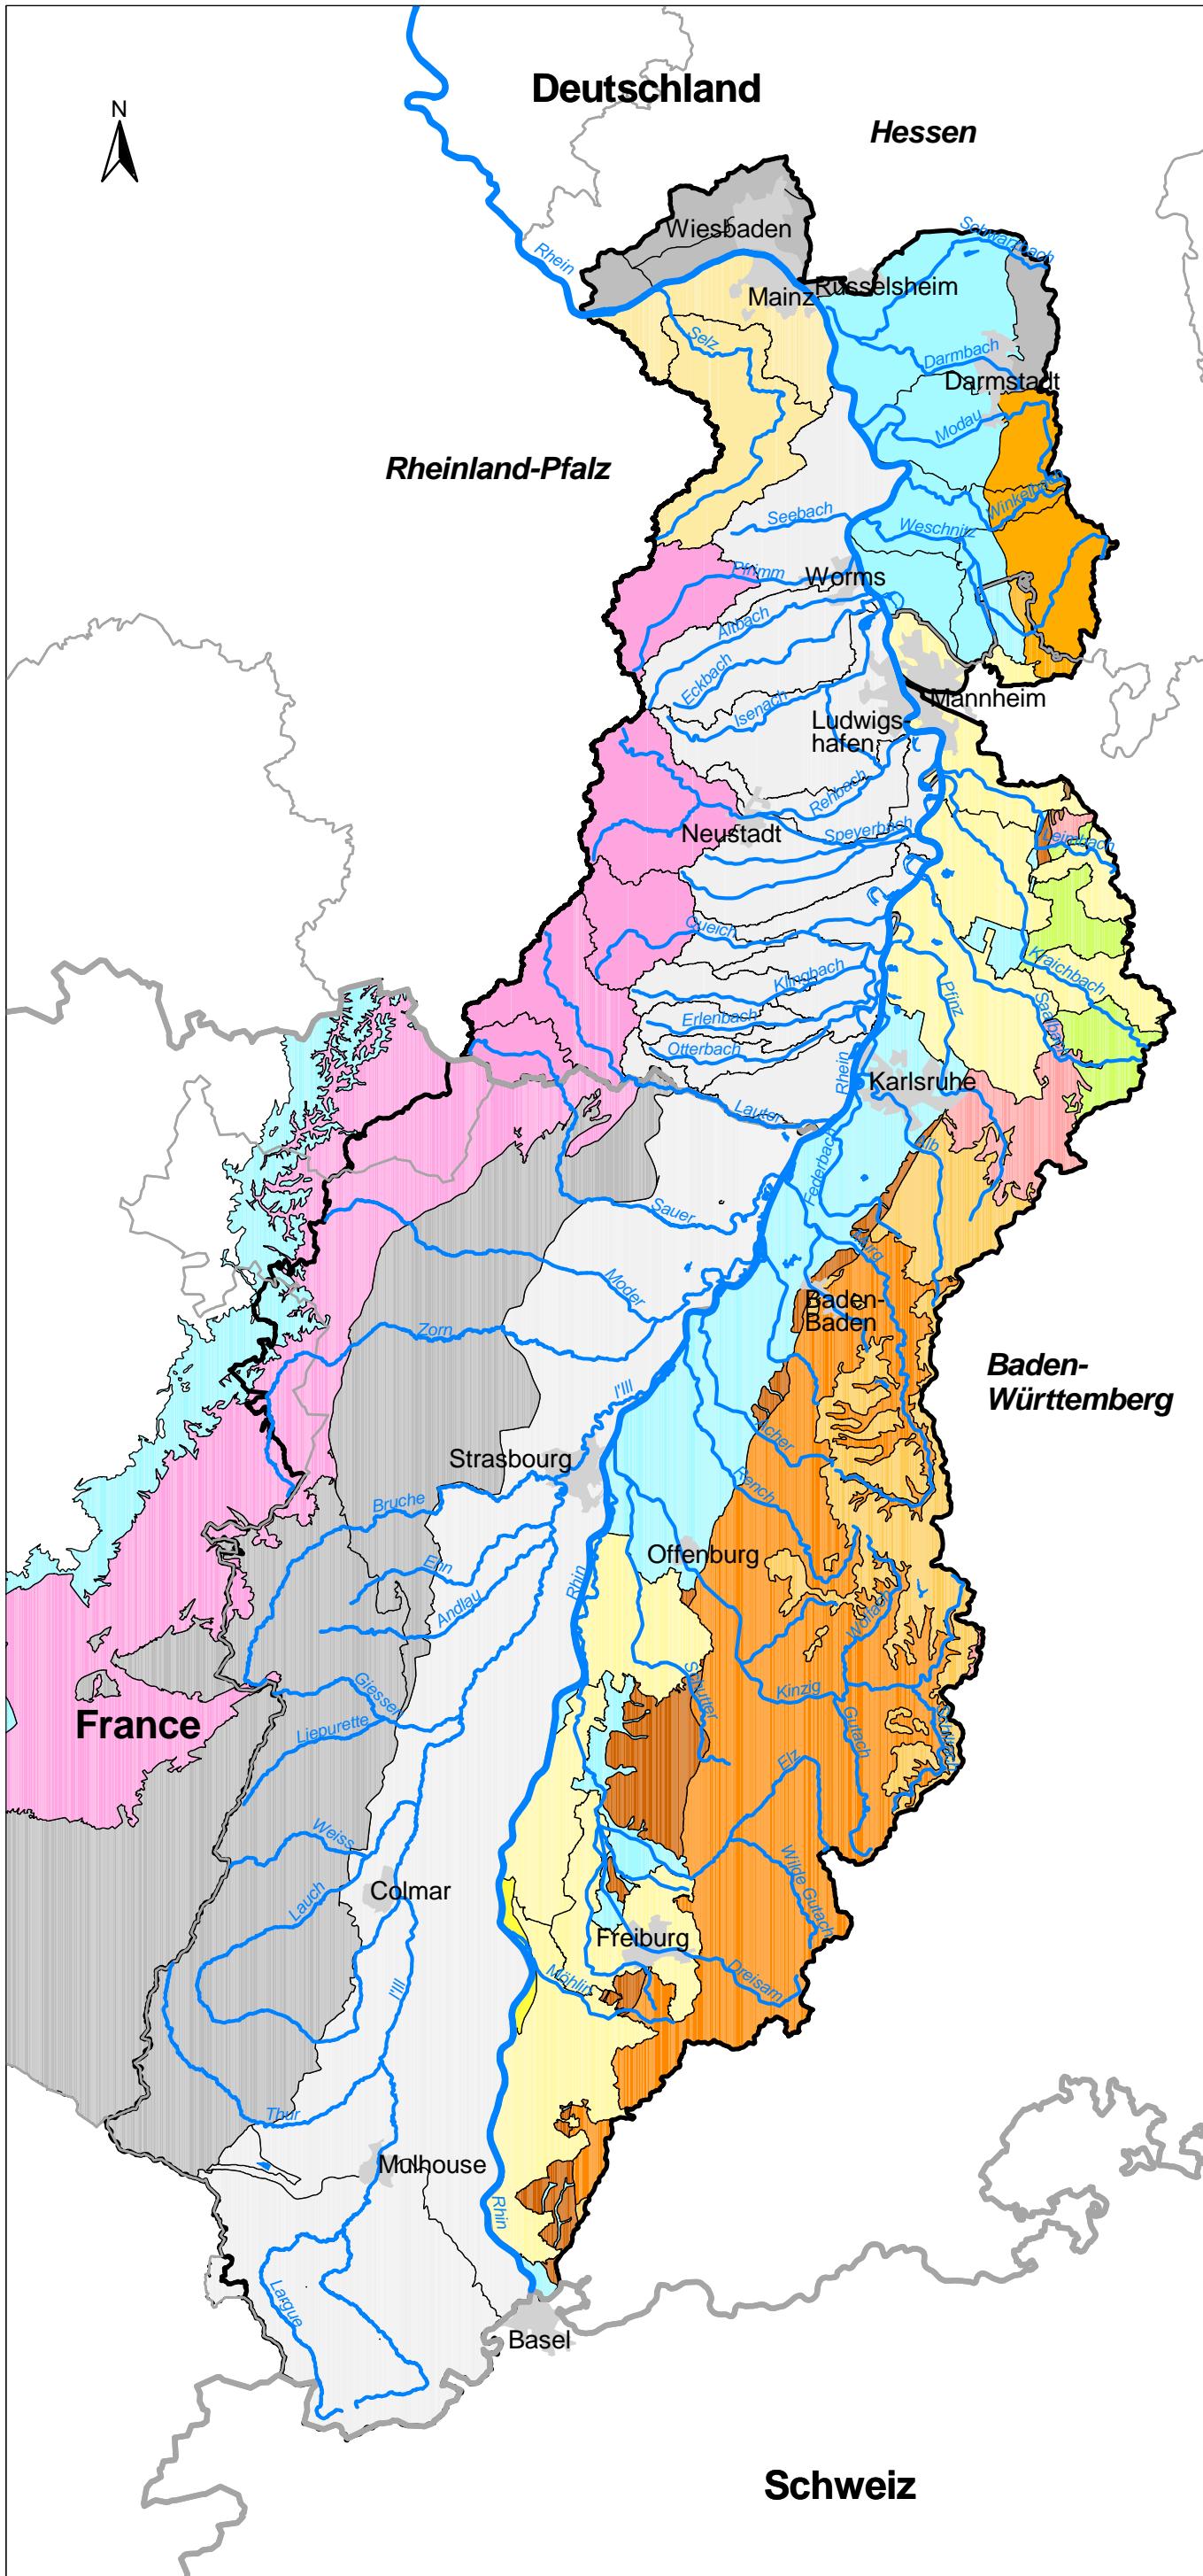 Deutschland
N
Hessen
Wiesbaden
Schwarzbach
Rhein
Mainz
Rüsselsheim
Selz
Darmbach
Darmstadt
Modau
Rheinland-Pfalz
Winkelbach
Seebach
Weschnitz
Pfrimm
Worms
Altbach
Eckbach
Isenach
Mannheim
Ludwigs-
hafen
Rehbach
Neustadt
Speyerbach
Leimbach
Queich
Kraichbach
Klingbach
Pfinz
Saalbach
Erlenbach
Otterbach
Rhein
Karlsruhe
Lauter
Alb
Federbach
Sauer
Murg
Moder
Baden-
Baden
Zorn
Baden-
Württemberg
l'Ill
Acher
Strasbourg
Rench
Bruche
Offenburg
Ehn
Rhin
Andlau
Wolfach
Schutter
Giessen
Kinzig
France
Liepurette
Gutach
Schiltach
Elz
Weiss
Wilde Gutach
Colmar
Lauch
Freiburg
Möhlin
Dreisam
l'Ill
Thur
Mulhouse
Rhin
Largue
Basel
Schweiz